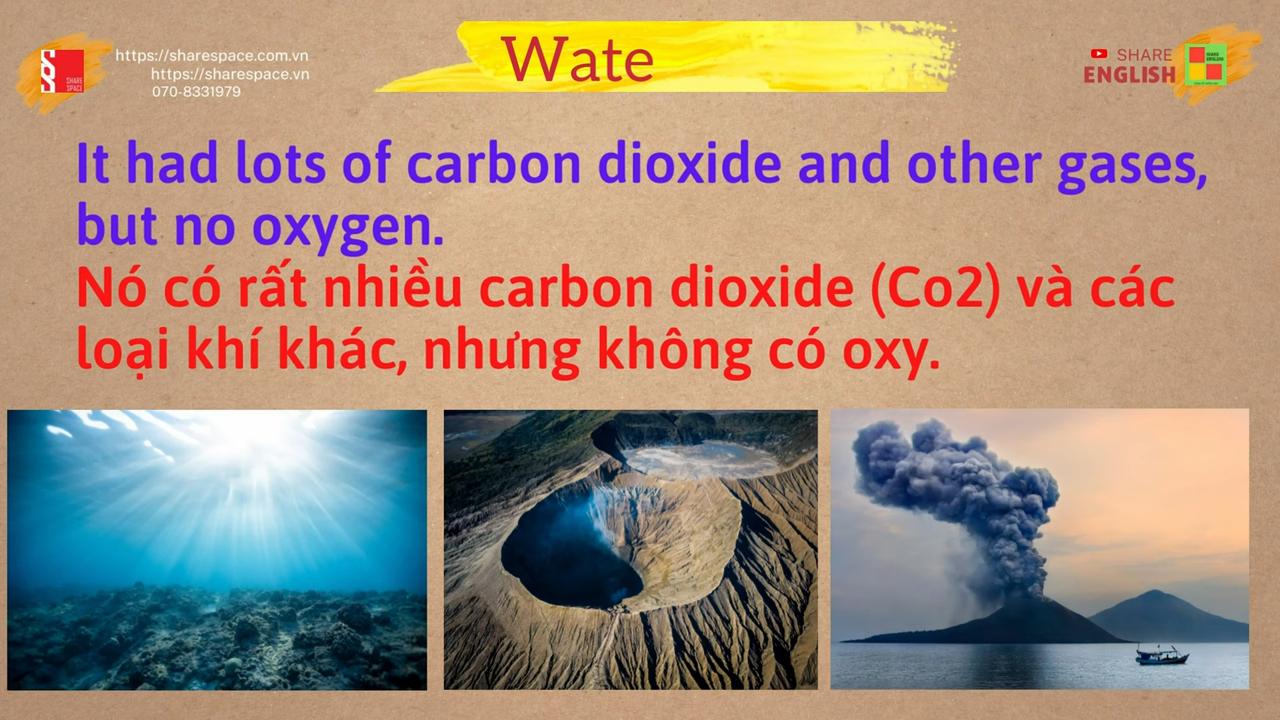 https://sharespace.com.vn
https://sharespace.vn
070-8331979
SHARE
SPACE
Wate
SHARE
ENGLISH
It had lots of carbon dioxide and other gases,
but no oxygen.
Nó có rất nhiều carbon dioxide (Co2) và các
loại khí khác, nhưng không có oxy.